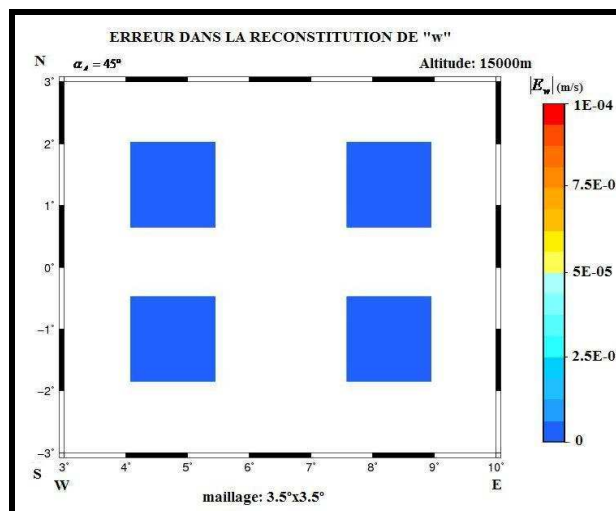 ERREUR DANS LA RECONSTITUTION DE "w"
N
α_A = 45°
Altitude: 15000m
|E_w| (m/s)
3°
2°
1°
0°
−1°
−2°
−3°
1E-04
7.5E-0
5E-05
2.5E-0
0
S
3°
4°
5°
6°
7°
8°
9°
10°
W
E
maillage: 3.5°x3.5°